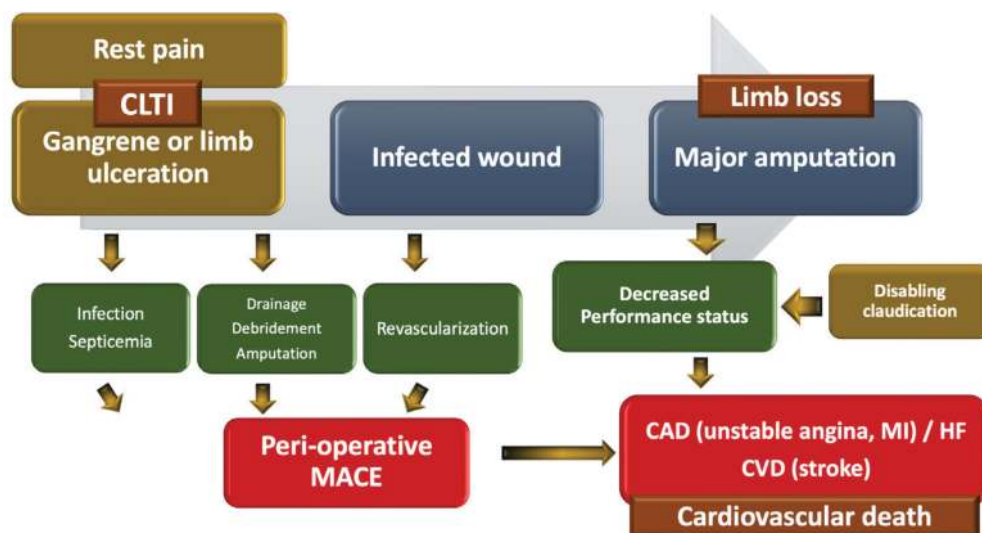 Rest pain
CLTI
Gangrene or limb
ulceration
Infected wound
Limb loss
Major amputation
Infection
Septicemia
Drainage
Debridement
Amputation
Revascularization
Decreased
Performance status
Disabling
claudication
Peri-operative
MACE
CAD (unstable angina, MI) / HF
CVD (stroke)
Cardiovascular death